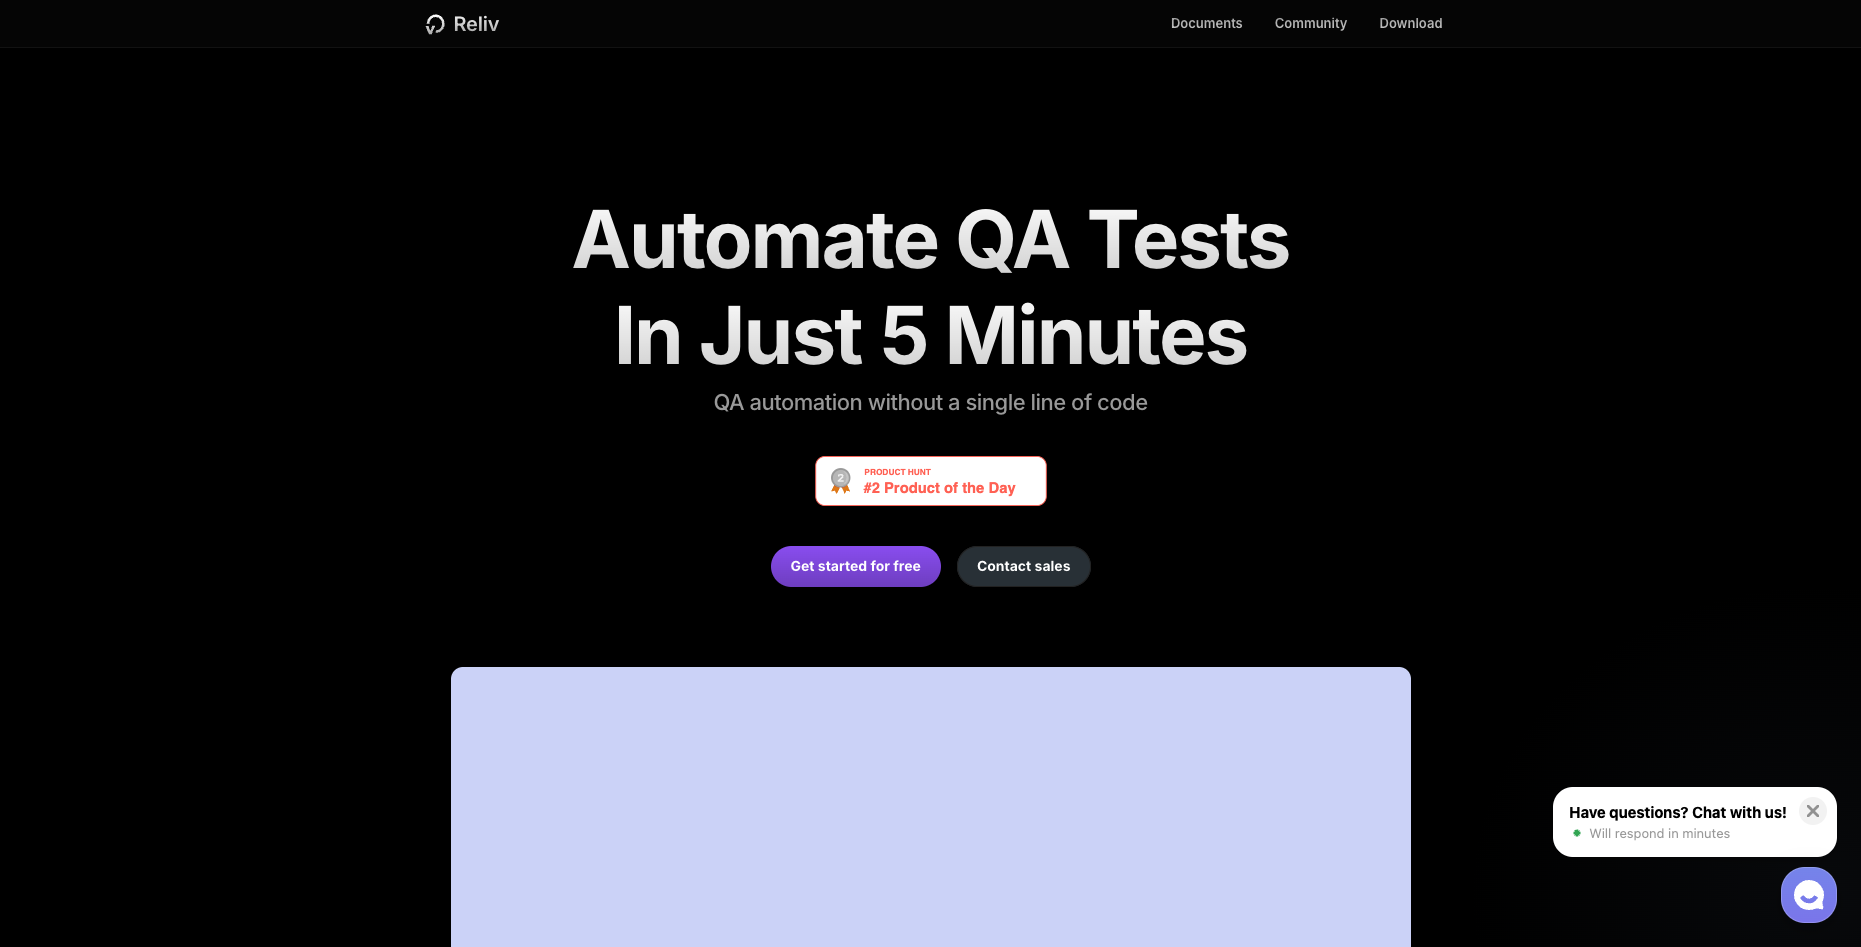 Reliv
Documents
Community
Download
Automate QA Tests
In Just 5 Minutes
QA automation without a single line of code
2
PRODUCT HUNT
#2 Product of the Day
Get started for free
Contact sales
Have questions? Chat with us!
Will respond in minutes